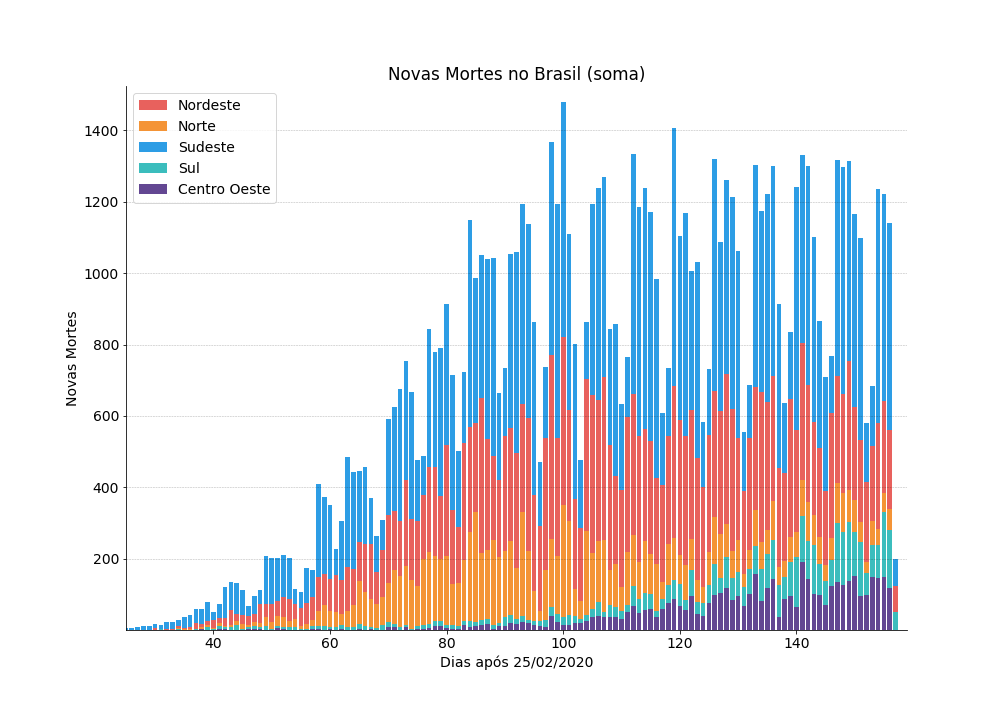 Novas Mortes no Brasil (soma)
Nordeste
Norte
Sudeste
Sul
Centro Oeste
Novas Mortes
1400
1200
1000
800
600
400
200
40 60 80 100 120 140
Dias após 25/02/2020